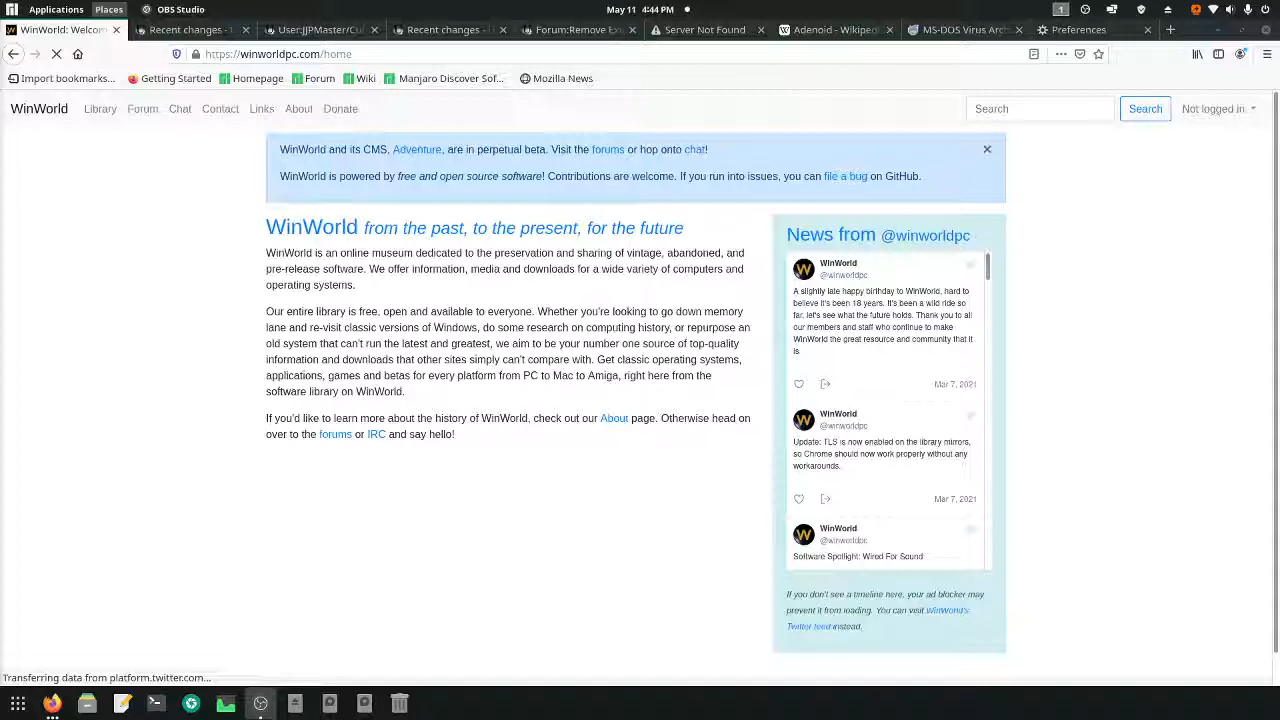 Applications Places OBS Studio May 11 4:44 PM 1
WinWorld: Welcom Recent changes - User:JJPMaster/Cu Recent changes - Forum:Remove Ex Server Not Found Adenoid - Wikiped MS-DOS Virus Arc Preferences
https://winworldpc.com/home
Import bookmarks... Getting Started Homepage Forum Wiki Manjaro Discover Sof... Mozilla News
WinWorld Library Forum Chat Contact Links About Donate Search Search Not logged in
WinWorld and its CMS, Adventure, are in perpetual beta. Visit the forums or hop onto chat!
WinWorld is powered by free and open source software! Contributions are welcome. If you run into issues, you can file a bug on GitHub.
WinWorld from the past, to the present, for the future
WinWorld is an online museum dedicated to the preservation and sharing of vintage, abandoned, and
pre-release software. We offer information, media and downloads for a wide variety of computers and
operating systems.
Our entire library is free, open and available to everyone. Whether you're looking to go down memory
lane and re-visit classic versions of Windows, do some research on computing history, or repurpose an
old system that can't run the latest and greatest, we aim to be your number one source of top-quality
information and downloads that other sites simply can't compare with. Get classic operating systems,
applications, games and betas for every platform from PC to Mac to Amiga, right here from the
software library on WinWorld.
If you'd like to learn more about the history of WinWorld, check out our About page. Otherwise head on
over to the forums or IRC and say hello!
News from @winworldpc
WinWorld
@winworldpc
A slightly late happy birthday to WinWorld, hard to
believe it's been 18 years. It's been a wild ride so
far, let's see what the future holds. Thank you to all
our members and staff who continue to make
WinWorld the great resource and community that it
is.
Mar 7, 2021
WinWorld
@winworldpc
Update: TLS is now enabled on the library mirrors,
so Chrome should now work properly without any
workarounds.
Mar 7, 2021
WinWorld
@winworldpc
Software Spotlight: Wired For Sound
If you don't see a timeline here, your ad blocker may
prevent it from loading. You can visit WinWorld's
Twitter feed instead.
Transferring data from platform.twitter.com...